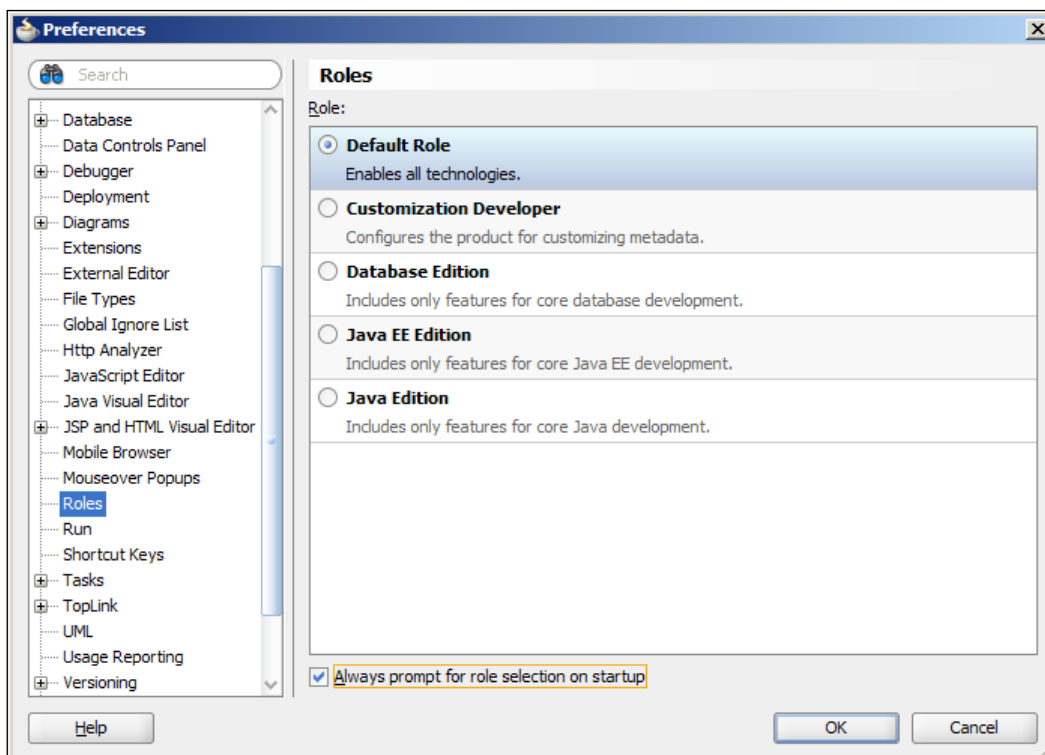 Preferences
Search
Database
Data Controls Panel
Debugger
Deployment
Diagrams
Extensions
External Editor
File Types
Global Ignore List
Http Analyzer
JavaScript Editor
Java Visual Editor
JSP and HTML Visual Editor
Mobile Browser
Mouseover Popups
Roles
Run
Shortcut Keys
Tasks
TopLink
UML
Usage Reporting
Versioning
Roles
Role:
Default Role
Enables all technologies.
Customization Developer
Configures the product for customizing metadata.
Database Edition
Includes only features for core database development.
Java EE Edition
Includes only features for core Java EE development.
Java Edition
Includes only features for core Java development.
Always prompt for role selection on startup
Help
OK
Cancel